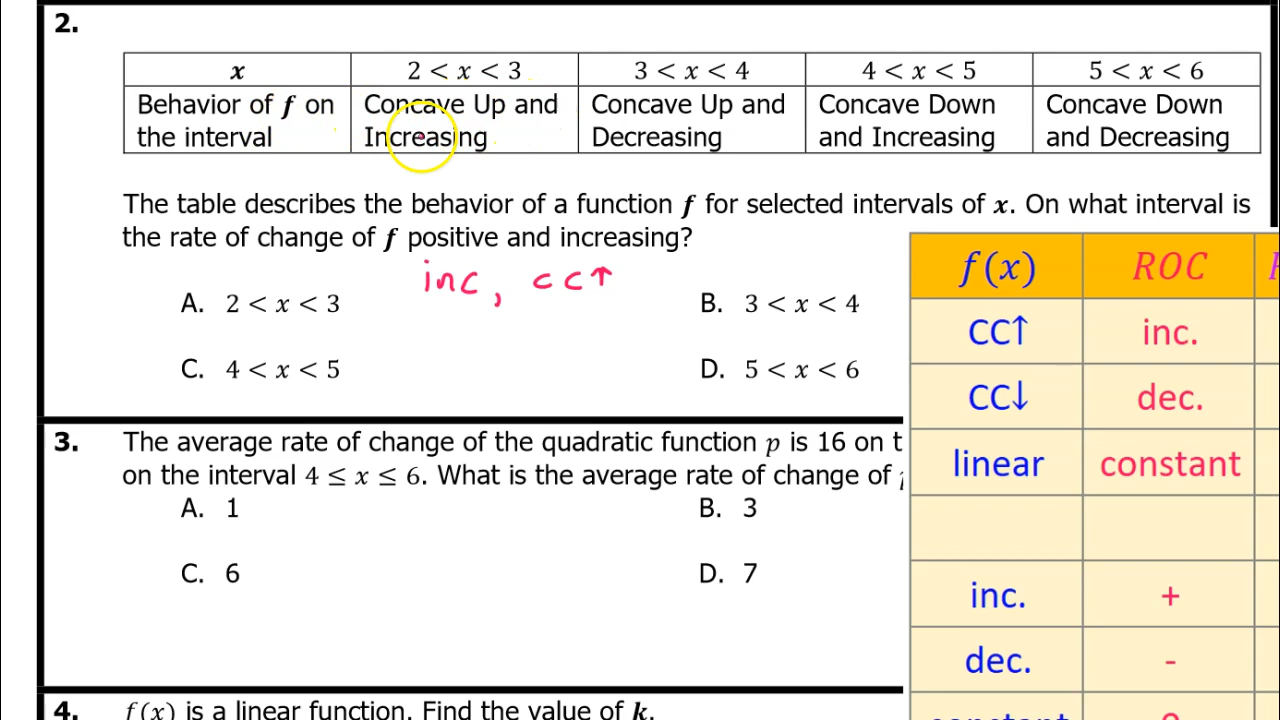 2.
x 2 < x < 3 3 < x < 4 4 < x < 5 5 < x < 6
Behavior of f on Concave Up and Concave Up and Concave Down Concave Down
the interval Increasing Decreasing and Increasing and Decreasing
The table describes the behavior of a function f for selected intervals of x. On what interval is
the rate of change of f positive and increasing?
inc, cc↑
A. 2 < x < 3 B. 3 < x < 4
C. 4 < x < 5 D. 5 < x < 6
3. The average rate of change of the quadratic function p is 16 on t
on the interval 4 ≤ x ≤ 6. What is the average rate of change of
A. 1 B. 3
C. 6 D. 7
4. f(x) is a linear function. Find the value of k.
f(x) ROC
CC↑ inc.
CC↓ dec.
linear constant
inc. +
dec. -
constant 0